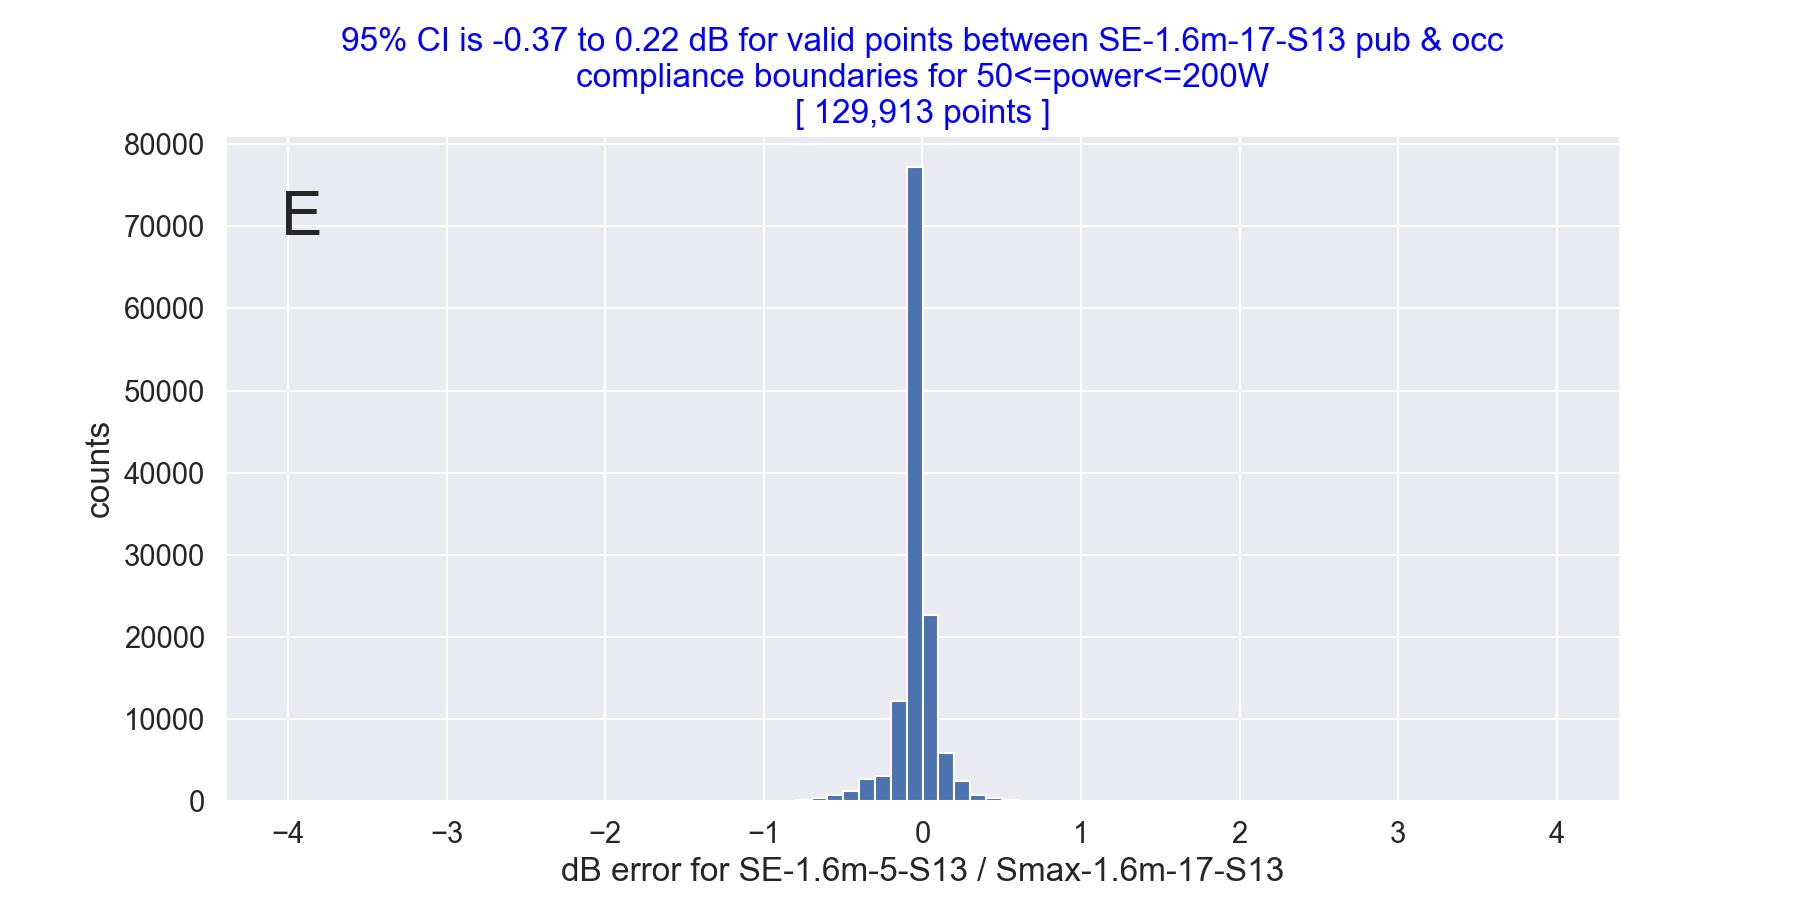 95% CI is -0.37 to 0.22 dB for valid points between SE-1.6m-17-S13 pub & occ
compliance boundaries for 50<=power<=200W
[ 129,913 points ]
E
counts
80000
70000
60000
50000
40000
30000
20000
10000
0
−4 −3 −2 −1 0 1 2 3 4
dB error for SE-1.6m-5-S13 / Smax-1.6m-17-S13